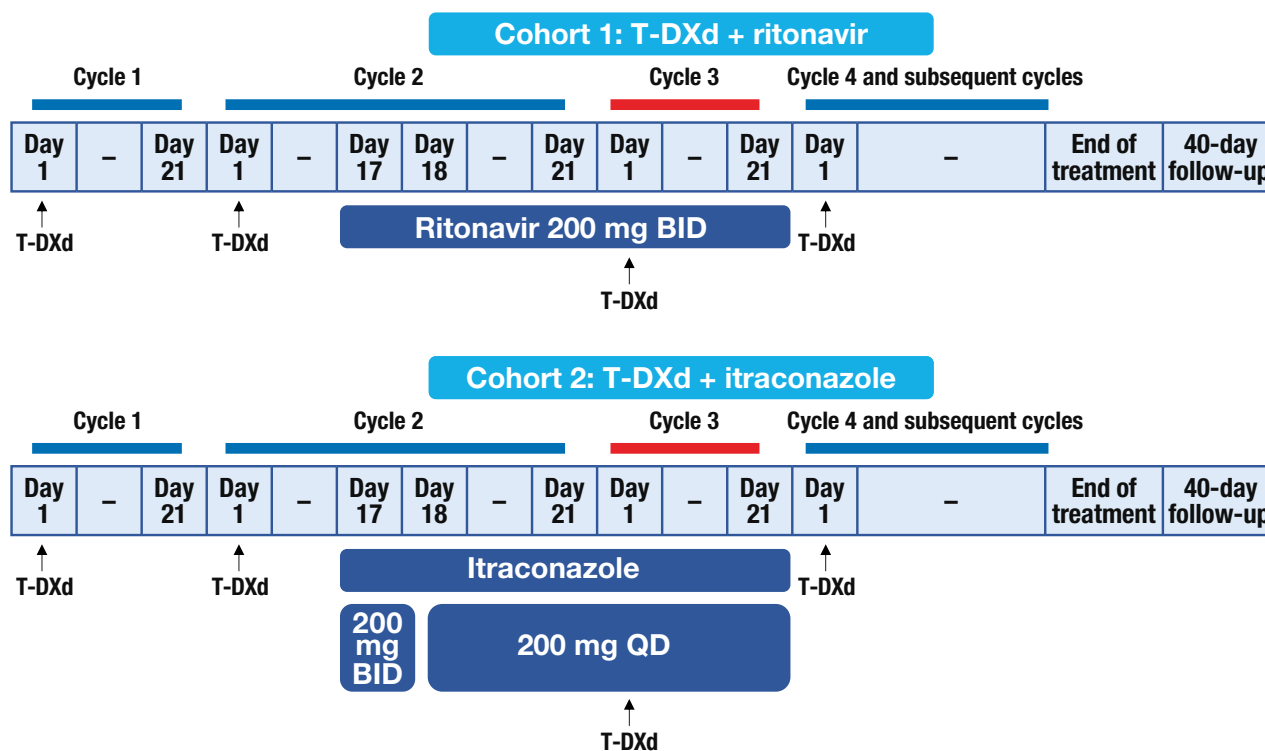 Cohort 1: T-DXd + ritonavir
Cycle 1 Cycle 2 Cycle 3 Cycle 4 and subsequent cycles
Day 1 – Day 21 Day 1 – Day 17 Day 18 – Day 21 Day 1 – Day 21 Day 1 – End of treatment 40-day follow-up
Ritonavir 200 mg BID
T-DXd T-DXd T-DXd
T-DXd
Cohort 2: T-DXd + itraconazole
Cycle 1 Cycle 2 Cycle 3 Cycle 4 and subsequent cycles
Day 1 – Day 21 Day 1 – Day 17 Day 18 – Day 21 Day 1 – Day 21 Day 1 – End of treatment 40-day follow-up
Itraconazole
T-DXd T-DXd T-DXd
200 mg BID 200 mg QD
T-DXd